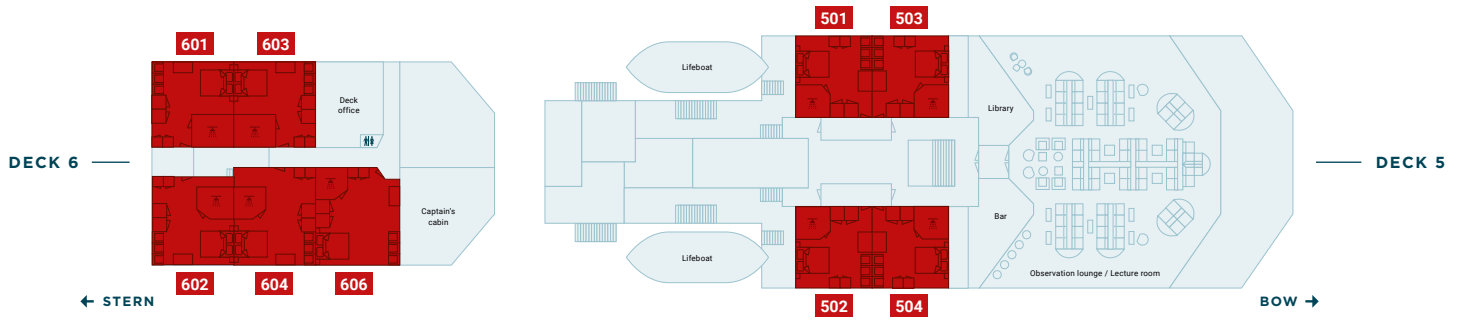 601 603
Deck
office
DECK 6
Captain's
cabin
602 604 606
← STERN
501 503
Lifeboat
Library
DECK 5
Bar
Lifeboat
Observation lounge / Lecture room
502 504
BOW →